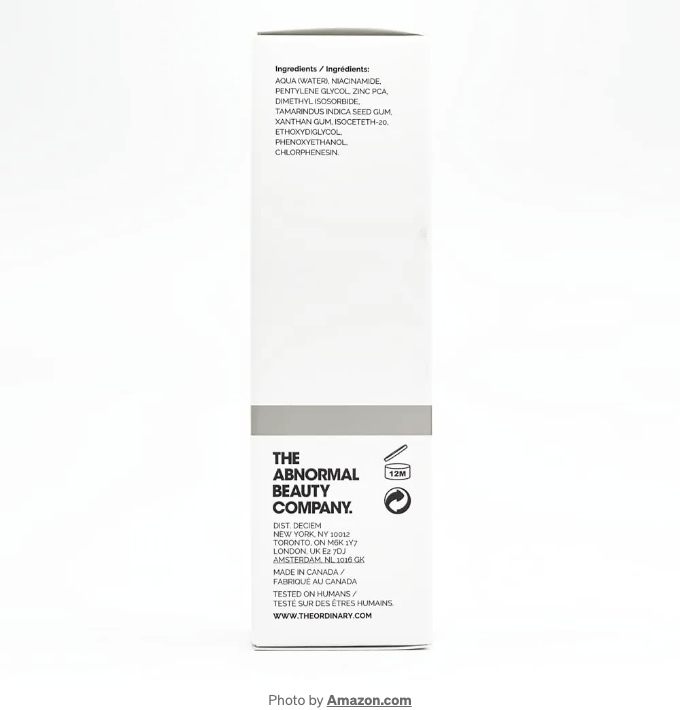 Ingredients / Ingrédients:
AQUA (WATER), NIACINAMIDE,
PENTYLENE GLYCOL, ZINC PCA,
DIMETHYL ISOSORBIDE,
TAMARINDUS INDICA SEED GUM,
XANTHAN GUM, ISOCETETH-20,
ETHOXYDIGLYCOL,
PHENOXYETHANOL,
CHLORPHENESIN.
THE
ABNORMAL
BEAUTY
COMPANY.
12M
DIST. DECIEM
NEW YORK, NY 10012
TORONTO, ON M6K 1Y7
LONDON, UK E2 7DJ
AMSTERDAM, NL 1016 GK
MADE IN CANADA /
FABRIQUÉ AU CANADA
TESTED ON HUMANS /
TESTÉ SUR DES ÊTRES HUMAINS.
WWW.THEORDINARY.COM
Photo by Amazon.com